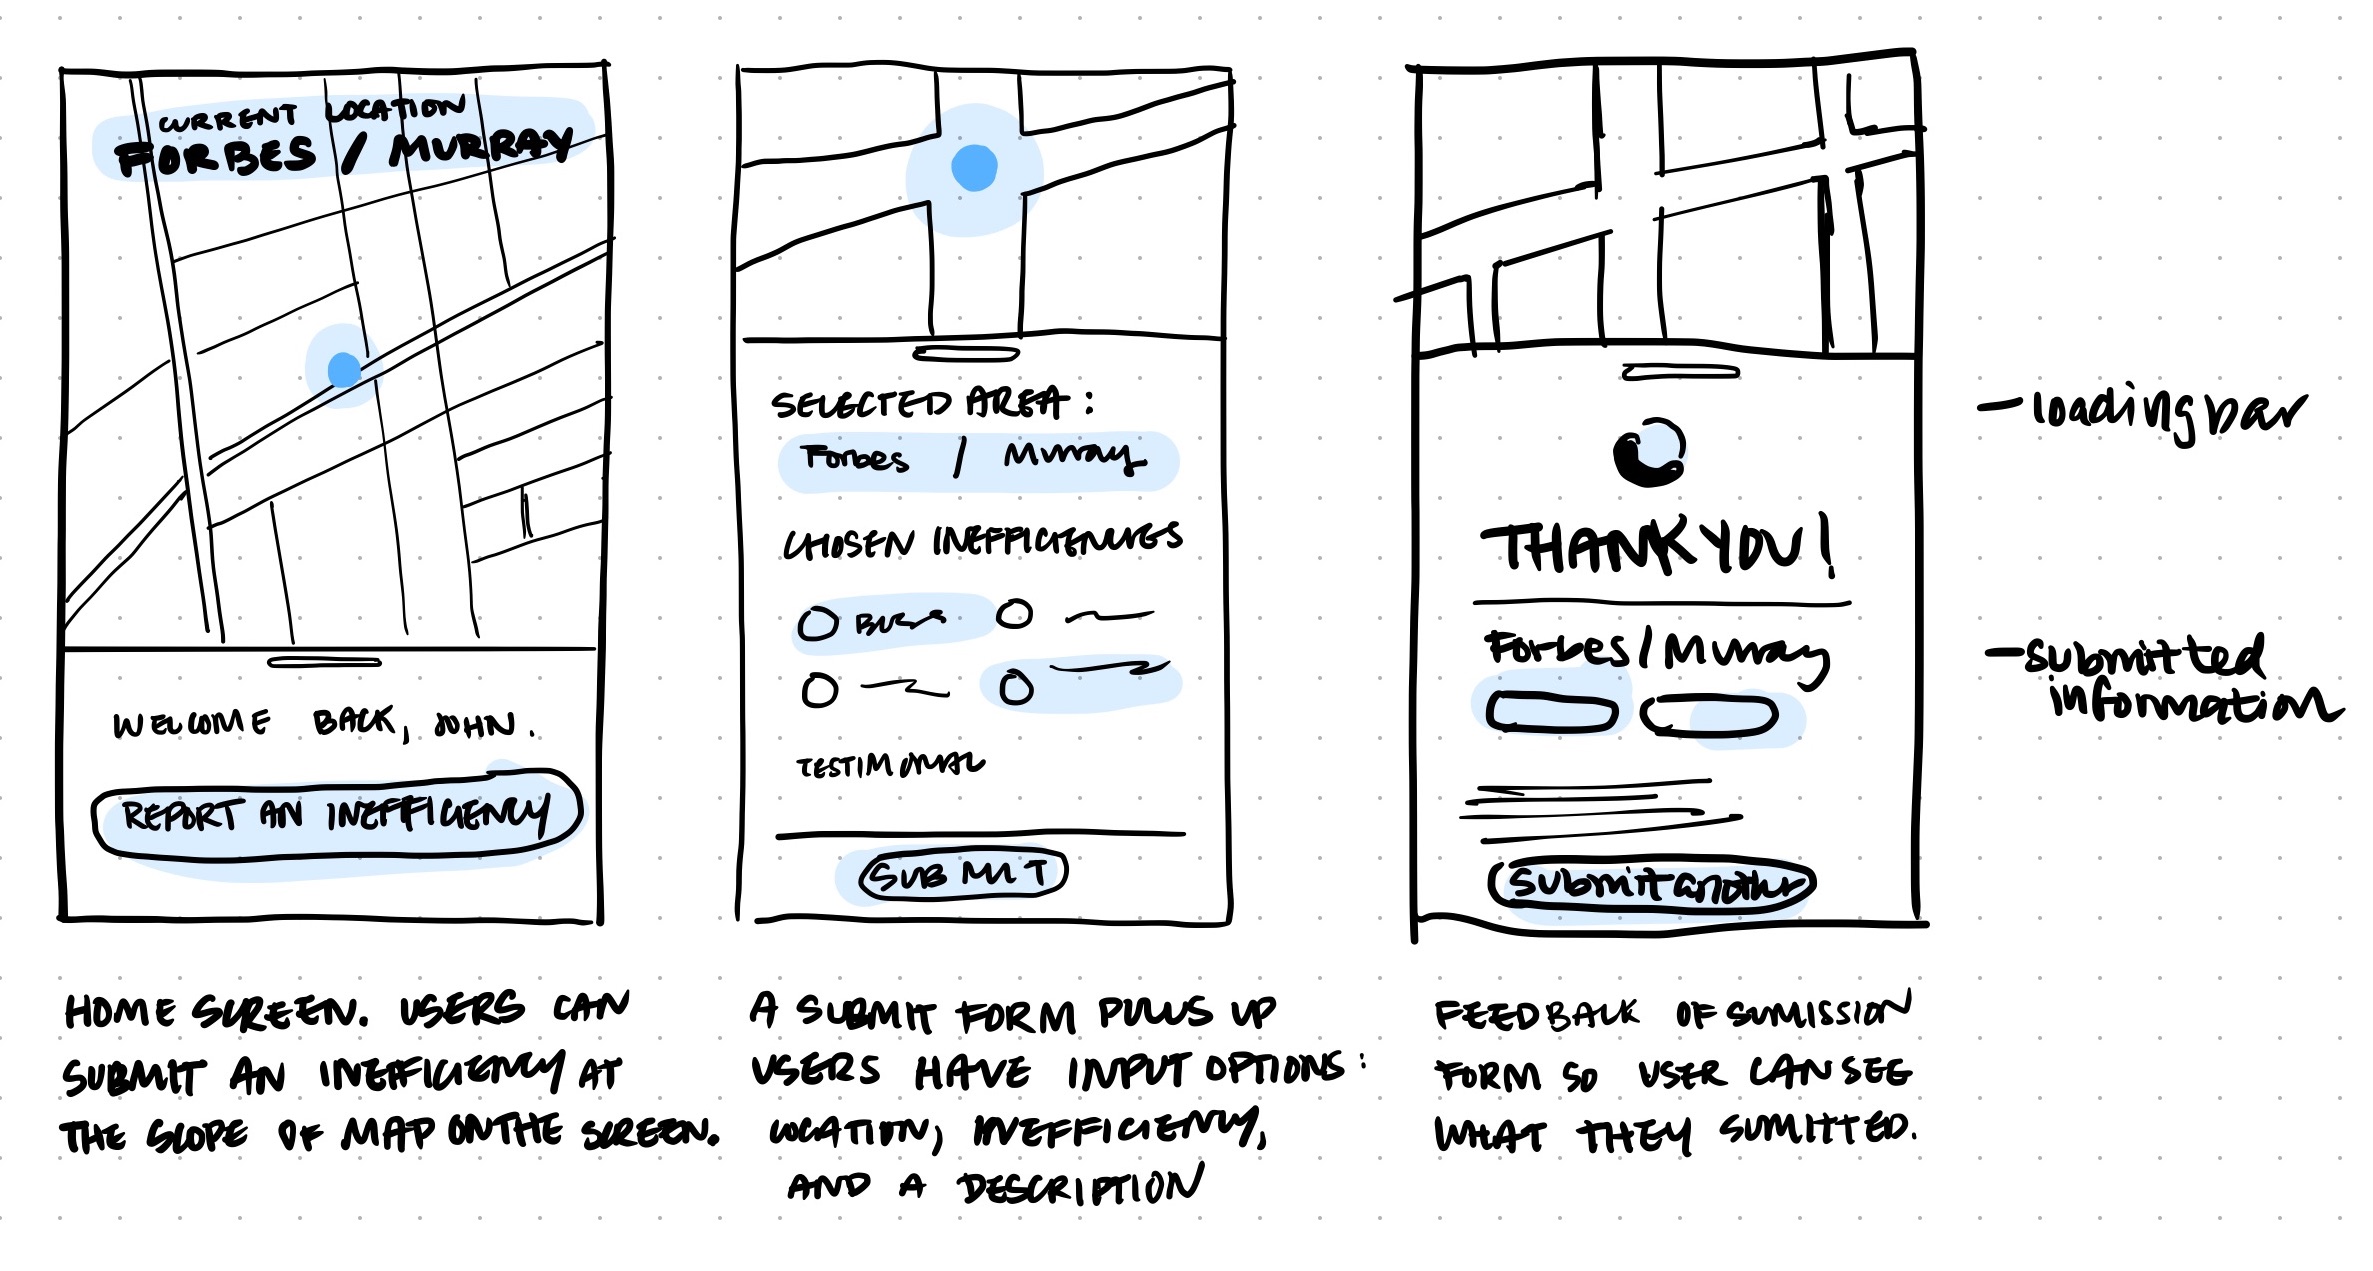 CURRENT LOCATION
FORBES / MURRAY
WELCOME BACK, JOHN.
REPORT AN INEFFICIENCY
HOME SCREEN. USERS CAN
SUBMIT AN INEFFICIENCY AT
THE SCOPE OF MAP ON THE SCREEN.
SELECTED AREA:
Forbes / Murray
CHOSEN INEFFICIENCIES
TESTIMONIAL
SUBMIT
A SUBMIT FORM PULLS UP
USERS HAVE INPUT OPTIONS:
LOCATION, INEFFICIENCY,
AND A DESCRIPTION
THANK YOU!
Forbes/Murray
Submit another
FEEDBACK OF SUMISSION
FORM SO USER CAN SEE
WHAT THEY SUMITTED.
- loading bar
- submitted
information